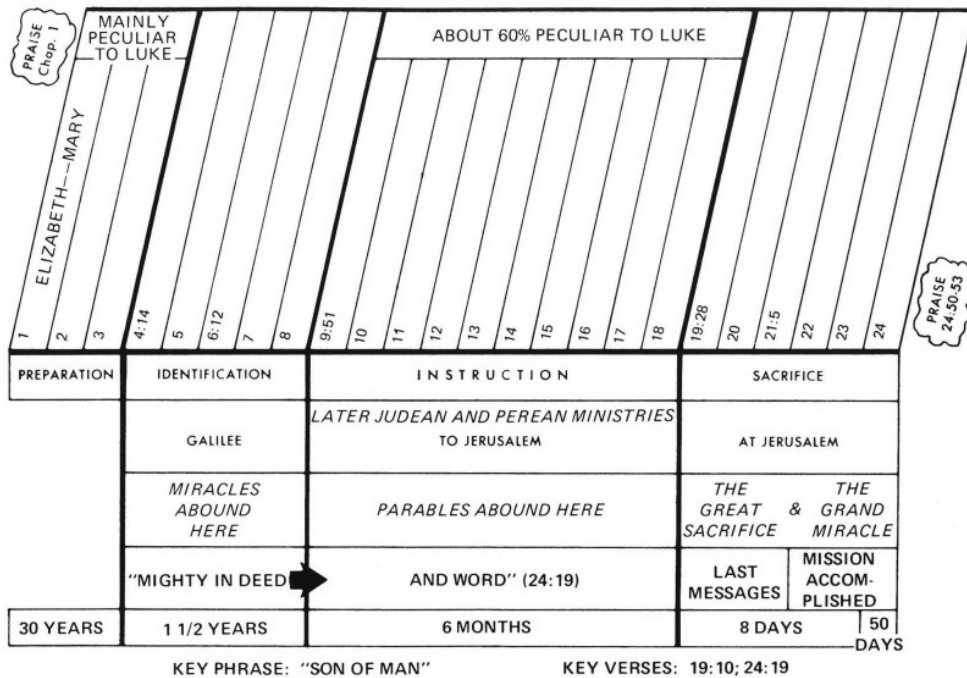 PRAISE
Chap. 1
MAINLY
PECULIAR
TO LUKE
ABOUT 60% PECULIAR TO LUKE
ELIZABETH---MARY
1
2
3
4:14
5
6:12
7
8
9:51
10
11
12
13
14
15
16
17
18
19:28
20
21:5
22
23
24
PRAISE
24:50-53
PREPARATION
IDENTIFICATION
INSTRUCTION
SACRIFICE
GALILEE
LATER JUDEAN AND PEREAN MINISTRIES
TO JERUSALEM
AT JERUSALEM
MIRACLES
ABOUND
HERE
PARABLES ABOUND HERE
THE
GREAT
SACRIFICE
&
THE
GRAND
MIRACLE
"MIGHTY IN DEED
AND WORD" (24:19)
LAST
MESSAGES
MISSION
ACCOM-
PLISHED
30 YEARS
1 1/2 YEARS
6 MONTHS
8 DAYS
50
DAYS
KEY PHRASE: "SON OF MAN"
KEY VERSES: 19:10; 24:19